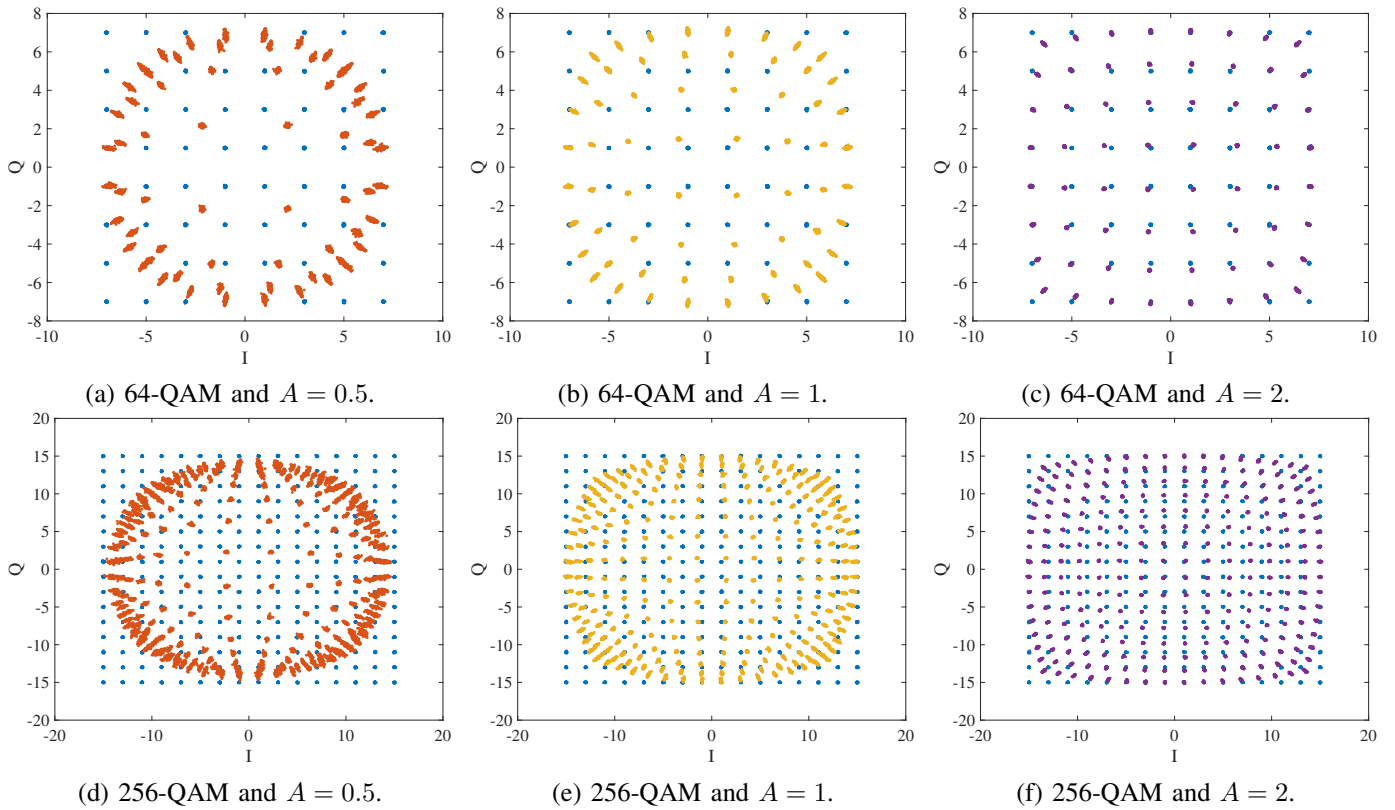 8
6
4
2
0
-2
-4
-6
-8
Q
-10 -5 0 5 10
I
(a) 64-QAM and A = 0.5.
8
6
4
2
0
-2
-4
-6
-8
Q
-10 -5 0 5 10
I
(b) 64-QAM and A = 1.
8
6
4
2
0
-2
-4
-6
-8
Q
-10 -5 0 5 10
I
(c) 64-QAM and A = 2.
20
15
10
5
0
-5
-10
-15
-20
Q
-20 -10 0 10 20
I
(d) 256-QAM and A = 0.5.
20
15
10
5
0
-5
-10
-15
-20
Q
-20 -10 0 10 20
I
(e) 256-QAM and A = 1.
20
15
10
5
0
-5
-10
-15
-20
Q
-20 -10 0 10 20
I
(f) 256-QAM and A = 2.